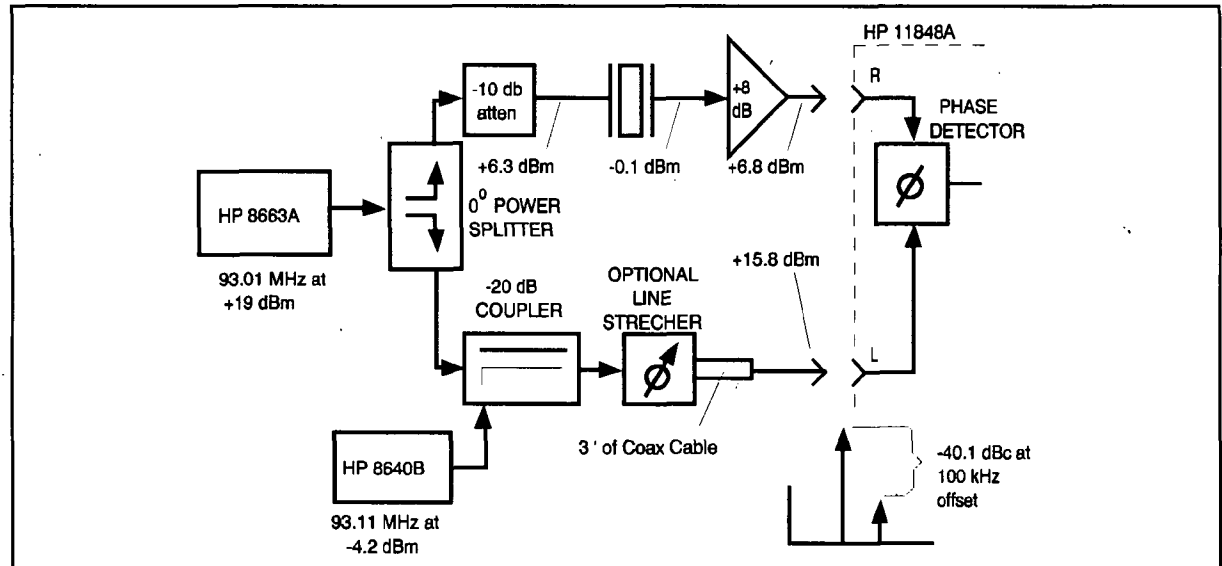 HP 11848A
-10 db
atten
+8
dB
R
PHASE
DETECTOR
+6.3 dBm
-0.1 dBm
+6.8 dBm
HP 8663A
0⁰ POWER
SPLITTER
93.01 MHz at
+19 dBm
-20 dB
COUPLER
OPTIONAL
LINE
STRECHER
+15.8 dBm
L
3 ' of Coax Cable
HP 8640B
93.11 MHz at
-4.2 dBm
-40.1 dBc at
100 kHz
offset